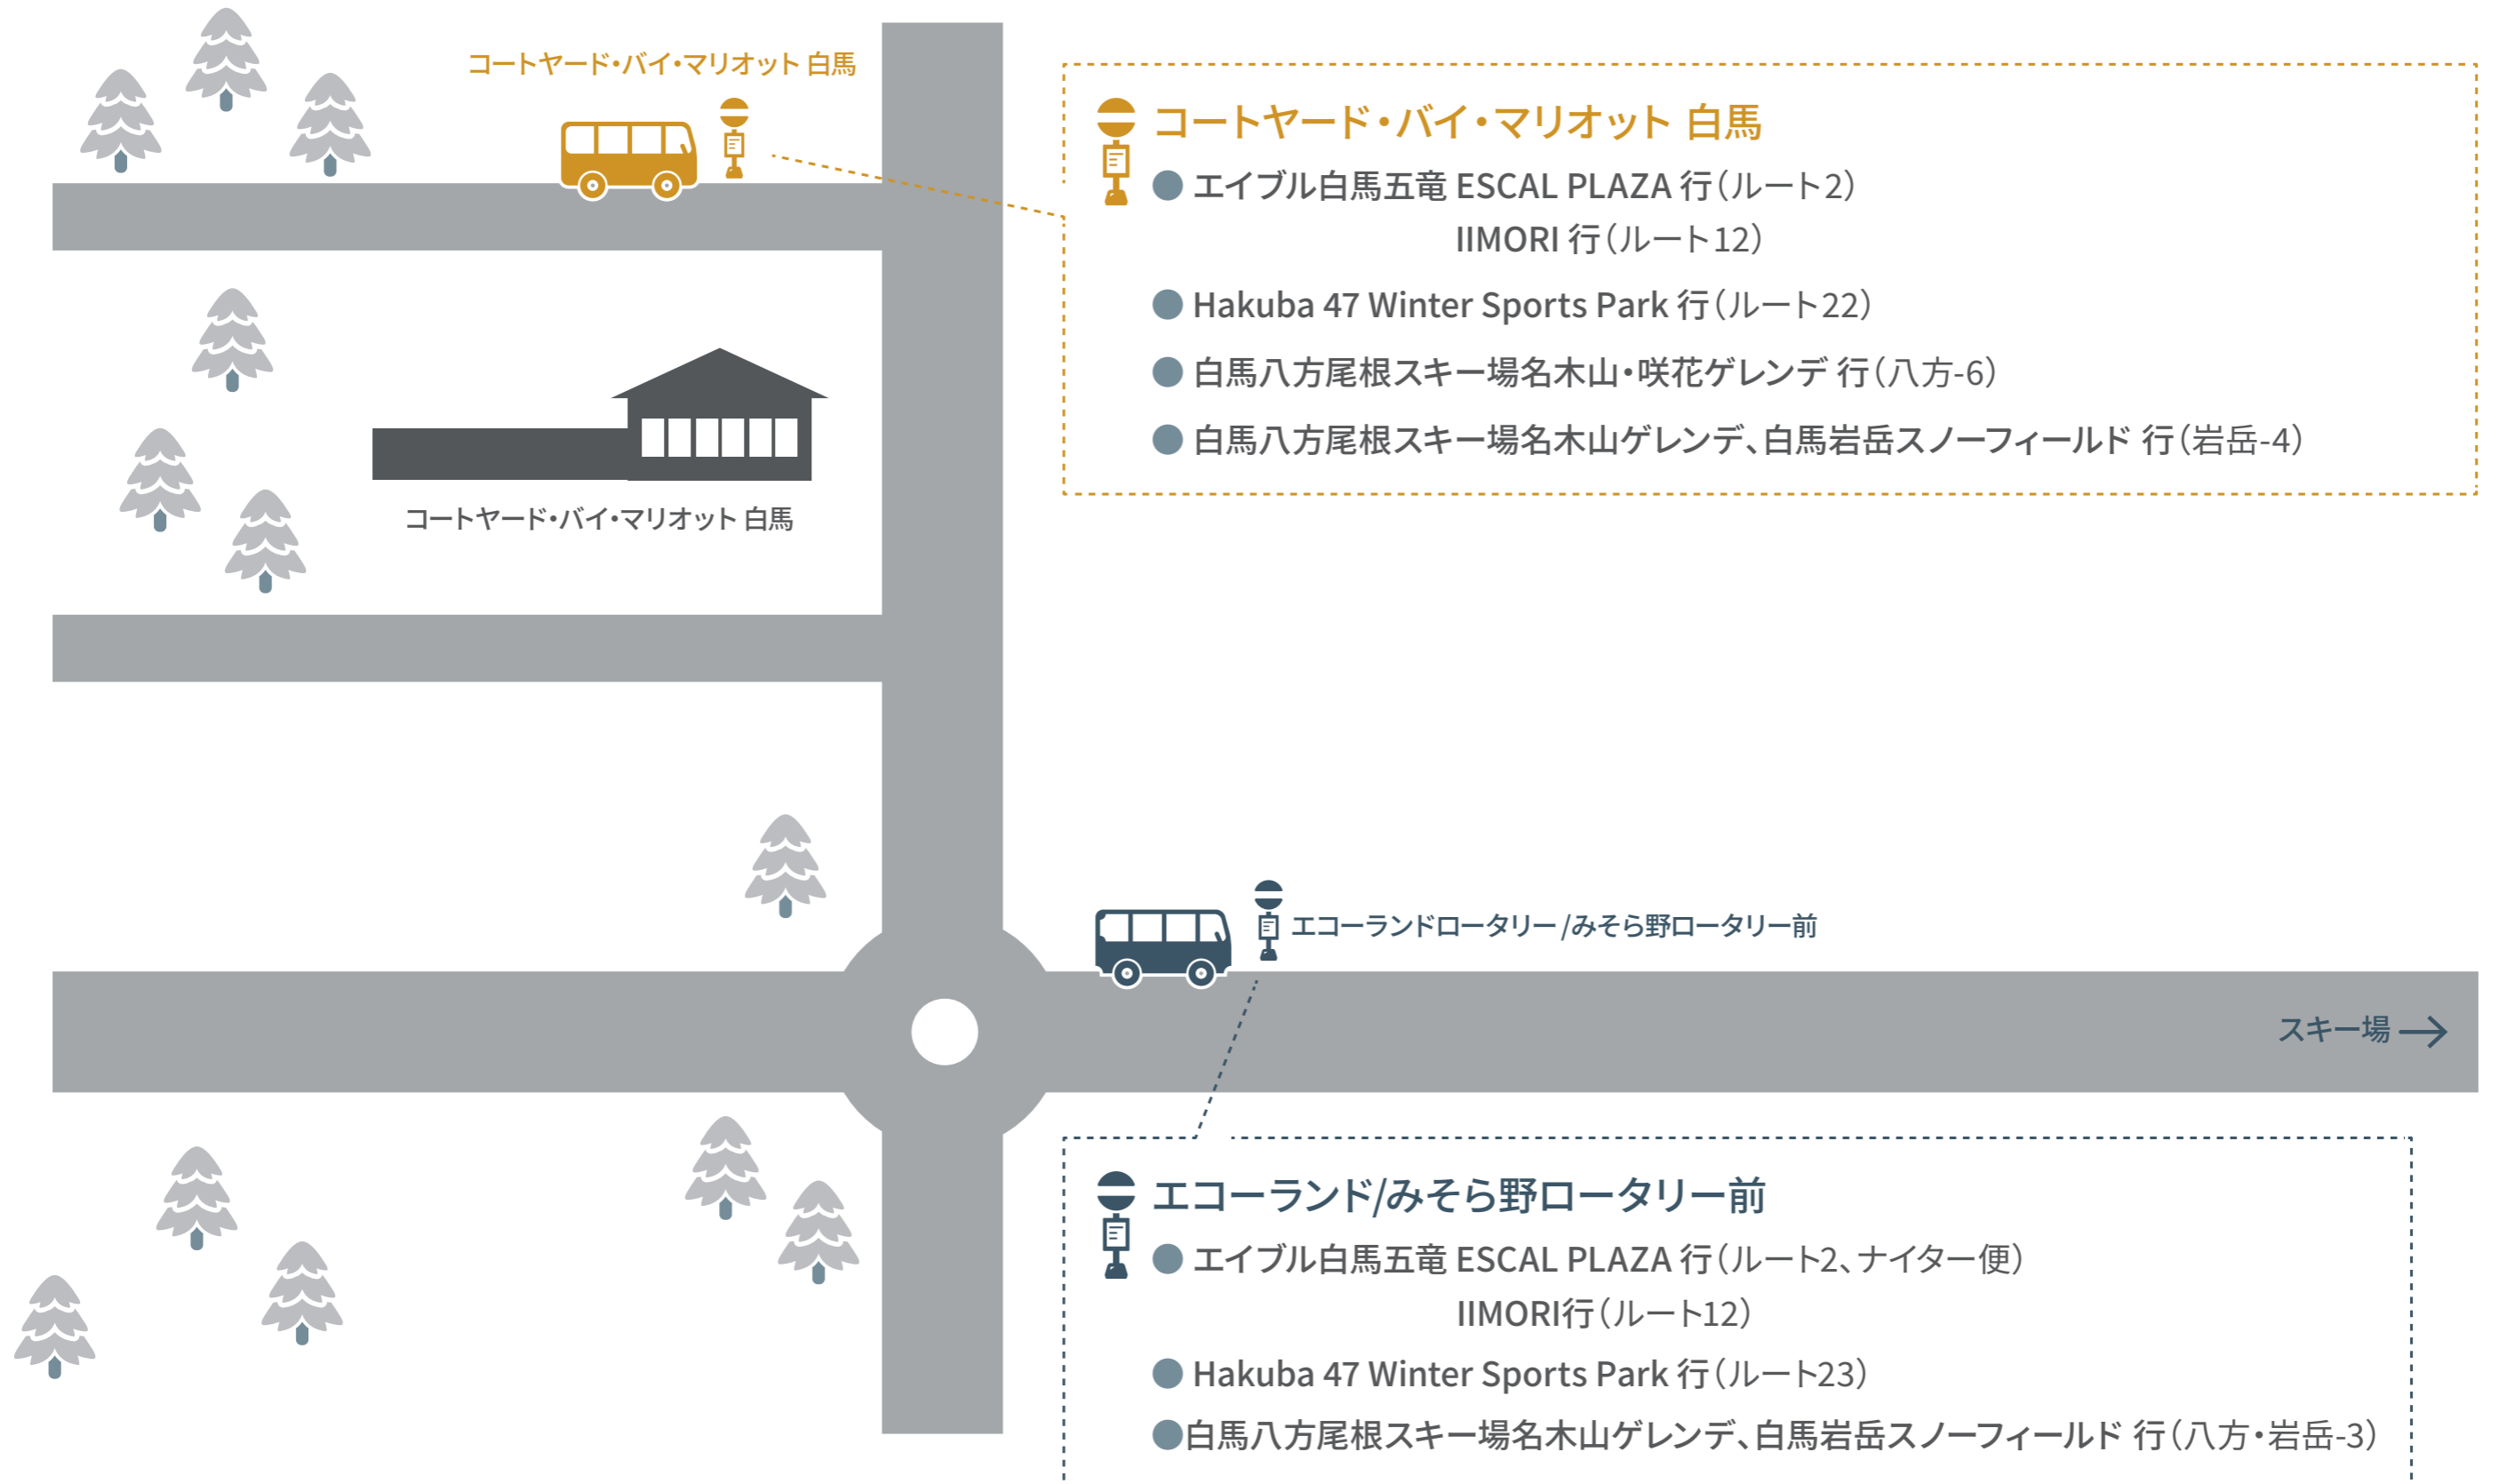 コートヤード・バイ・マリオット 白馬
コートヤード・バイ・マリオット 白馬
エイブル白馬五竜 ESCAL PLAZA 行（ルート2）
IIMORI 行（ルート12）
Hakuba 47 Winter Sports Park 行（ルート22）
白馬八方尾根スキー場名木山・咲花ゲレンデ 行（八方-6）
白馬八方尾根スキー場名木山ゲレンデ、白馬岩岳スノーフィールド 行（岩岳-4）
コートヤード・バイ・マリオット 白馬
エコーランドロータリー/みそら野ロータリー前
スキー場 →
エコーランド/みそら野ロータリー前
エイブル白馬五竜 ESCAL PLAZA 行（ルート2、ナイター便）
IIMORI行（ルート12）
Hakuba 47 Winter Sports Park 行（ルート23）
白馬八方尾根スキー場名木山ゲレンデ、白馬岩岳スノーフィールド 行（八方・岩岳-3）